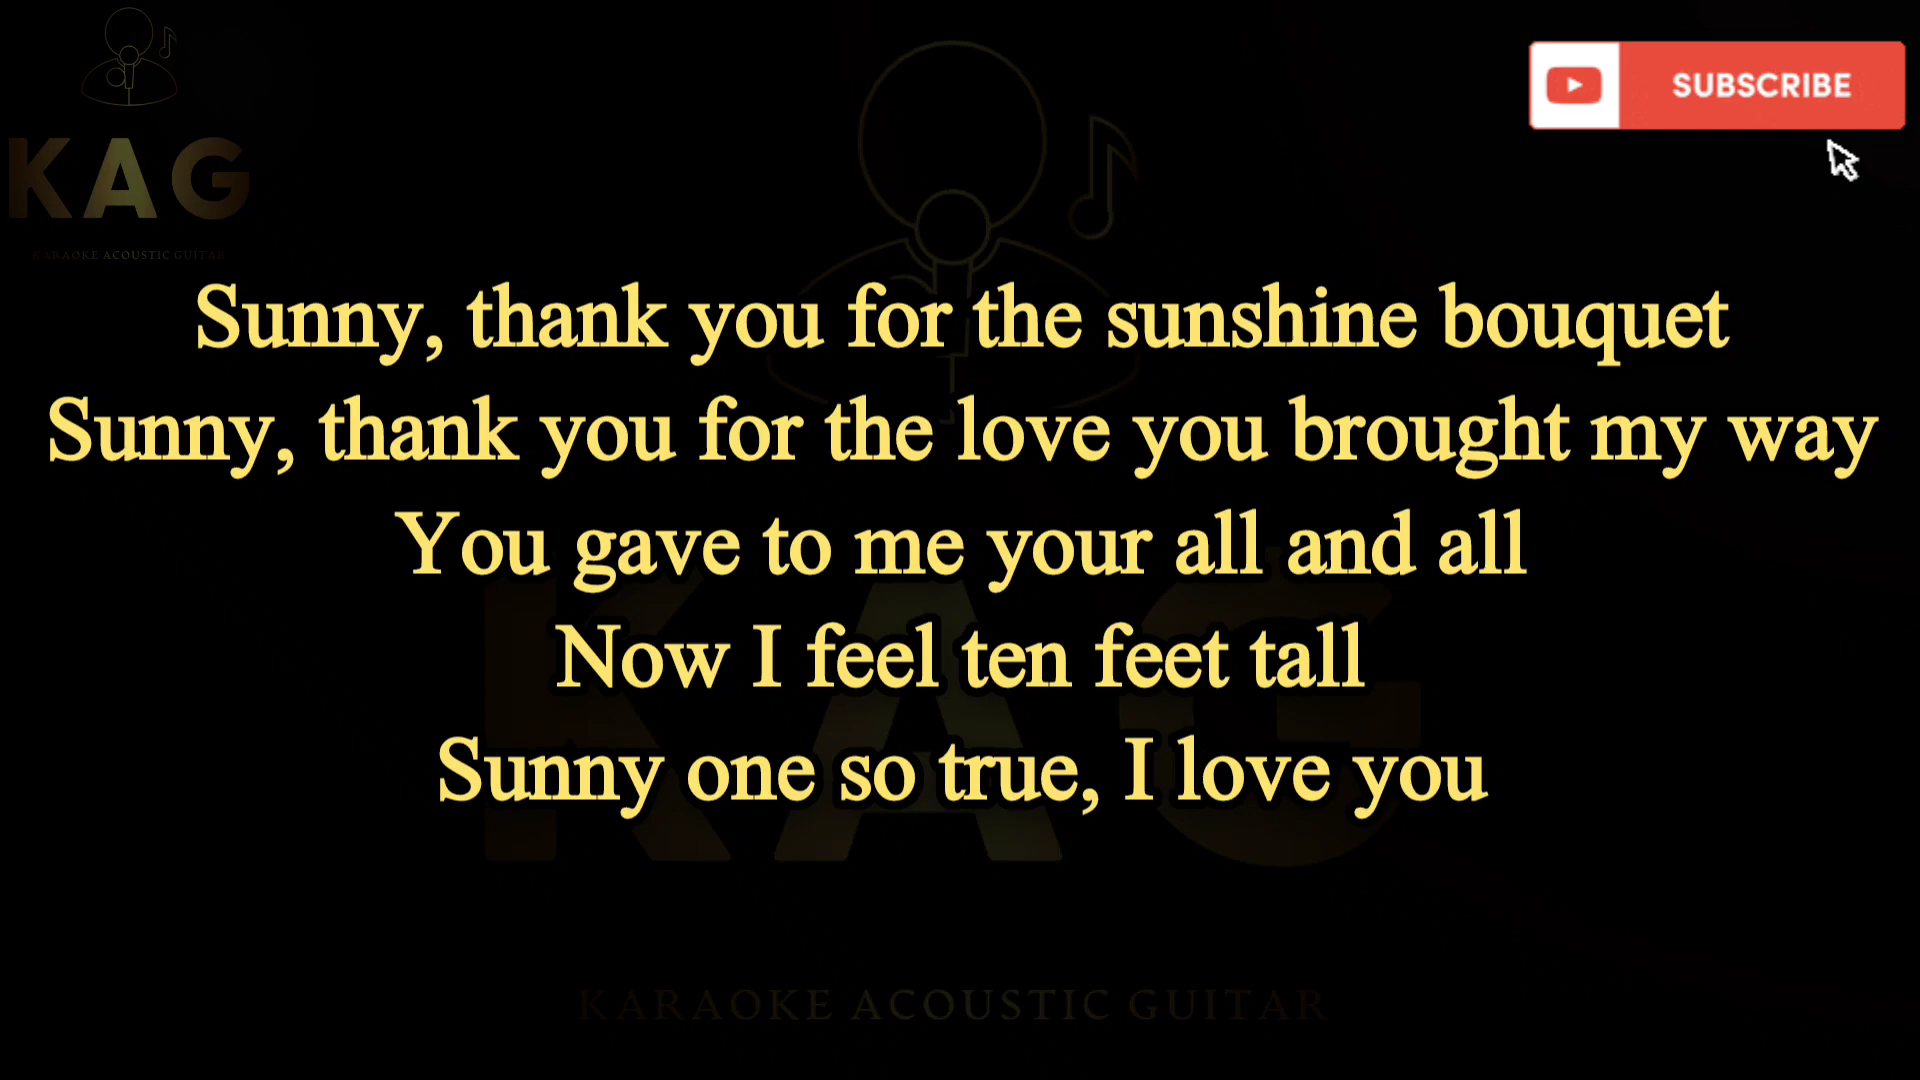 KAG
KARAOKE ACOUSTIC GUITAR
SUBSCRIBE
Sunny, thank you for the sunshine bouquet
Sunny, thank you for the love you brought my way
You gave to me your all and all
Now I feel ten feet tall
Sunny one so true, I love you
KAG
KARAOKE ACOUSTIC GUITAR